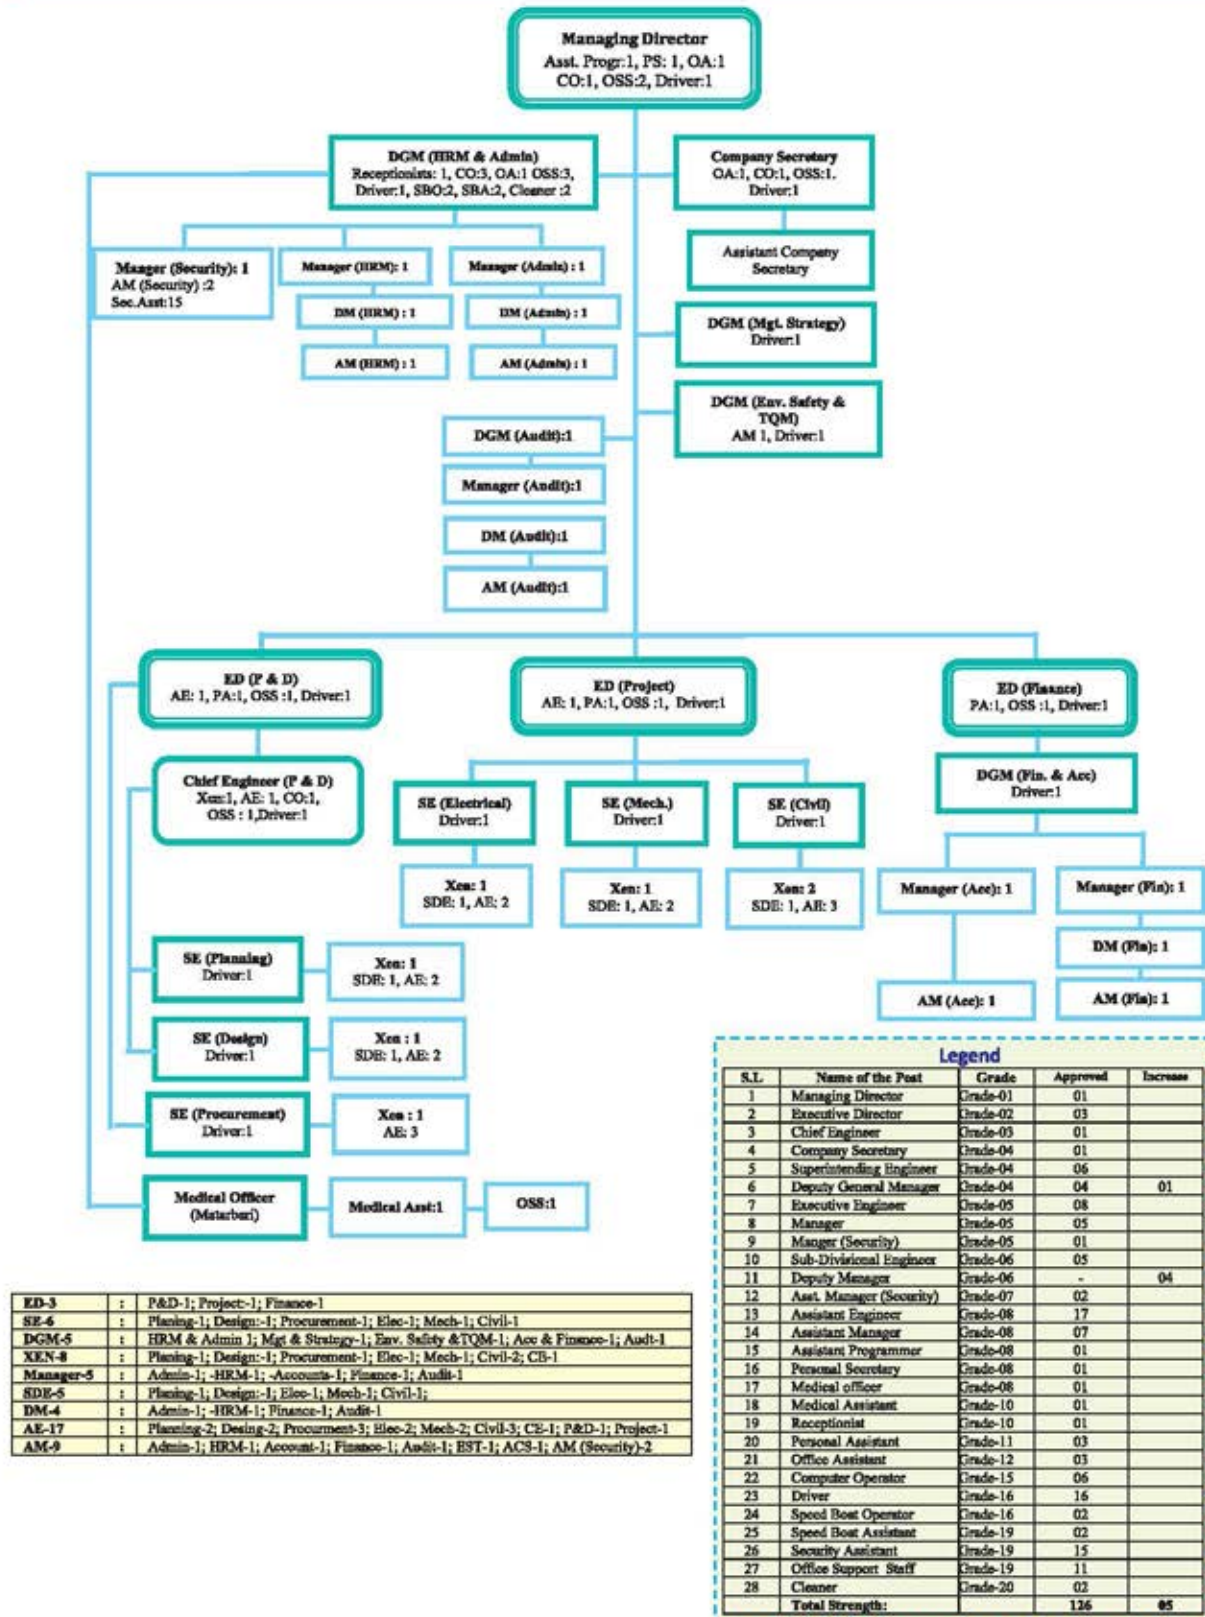 Managing Director
Asst. Progr:1, PS: 1, OA:1
CO:1, OSS:2, Driver:1
DGM (HRM & Admin)
Receptionists: 1, CO:3, OA:1 OSS:3,
Driver:1, SBO:2, SBA:2, Cleaner :2
Company Secretary
OA:1, CO:1, OSS:1.
Driver:1
Assistant Company
Secretary
Maager (Security): 1
AM (Security) :2
Sec.Asst:15
Manager (HRM): 1
Manager (Admin) : 1
DM (HRM) : 1
DM (Admin) : 1
AM (HRM) : 1
AM (Admin) : 1
DGM (Mgt. Strategy)
Driver:1
DGM (Env. Safety &
TQM)
AM 1, Driver:1
DGM (Audit):1
Manager (Audit):1
DM (Audit):1
AM (Audit):1
ED (P & D)
AE: 1, PA:1, OSS :1, Driver:1
ED (Project)
AE: 1, PA:1, OSS :1, Driver:1
ED (Finance)
PA:1, OSS :1, Driver:1
Chief Engineer (P & D)
Xen:1, AE: 1, CO:1,
OSS : 1,Driver:1
SE (Electrical)
Driver:1
SE (Mech.)
Driver:1
SE (Civil)
Driver:1
DGM (Fin. & Acc)
Driver:1
Xen: 1
SDE: 1, AE: 2
Xen: 1
SDE: 1, AE: 2
Xen: 2
SDE: 1, AE: 3
Manager (Acc): 1
Manager (Fin): 1
DM (Fin): 1
AM (Acc): 1
AM (Fin): 1
SE (Planning)
Driver:1
Xen: 1
SDE: 1, AE: 2
SE (Design)
Driver:1
Xen : 1
SDE: 1, AE: 2
SE (Procurement)
Driver:1
Xen : 1
AE: 3
Medical Officer
(Matarbari)
Medical Asst:1
OSS:1
ED-3 : P&D-1; Project:-1; Finance-1
SE-6 : Planing-1; Design:-1; Procurement-1; Elec-1; Mech-1; Civil-1
DGM-5 : HRM & Admin 1; Mgt & Strategy-1; Env. Safety &TQM-1; Acc & Finance-1; Audt-1
XEN-8 : Planing-1; Design:-1; Procurement-1; Elec-1; Mech-1; Civil-2; CE-1
Manager-5 : Admin-1; -HRM-1; -Accounts-1; Finance-1; Audit-1
SDE-5 : Planing-1; Design:-1; Elec-1; Mech-1; Civil-1;
DM-4 : Admin-1; -HRM-1; Finance-1; Audit-1
AE-17 : Planning-2; Desing-2; Procurment-3; Elec-2; Mech-2; Civil-3; CE-1; P&D-1; Project-1
AM-9 : Admin-1; HRM-1; Account-1; Finance-1; Audit-1; EST-1; ACS-1; AM (Security)-2
Legend
S.L Name of the Post Grade Approved Increase
1 Managing Director Grade-01 01
2 Executive Director Grade-02 03
3 Chief Engineer Grade-03 01
4 Company Secretary Grade-04 01
5 Superintending Engineer Grade-04 06
6 Deputy General Manager Grade-04 04 01
7 Executive Engineer Grade-05 08
8 Manager Grade-05 05
9 Manger (Security) Grade-05 01
10 Sub-Divisional Engineer Grade-06 05
11 Deputy Manager Grade-06 - 04
12 Asst. Manager (Security) Grade-07 02
13 Assistant Engineer Grade-08 17
14 Assistant Manager Grade-08 07
15 Assistant Programmer Grade-08 01
16 Personal Secretary Grade-08 01
17 Medical officer Grade-08 01
18 Medical Assistant Grade-10 01
19 Receptionist Grade-10 01
20 Personal Assistant Grade-11 03
21 Office Assistant Grade-12 03
22 Computer Operator Grade-15 06
23 Driver Grade-16 16
24 Speed Boat Operator Grade-16 02
25 Speed Boat Assistant Grade-19 02
26 Security Assistant Grade-19 15
27 Office Support Staff Grade-19 11
28 Cleaner Grade-20 02
Total Strength: 126 05